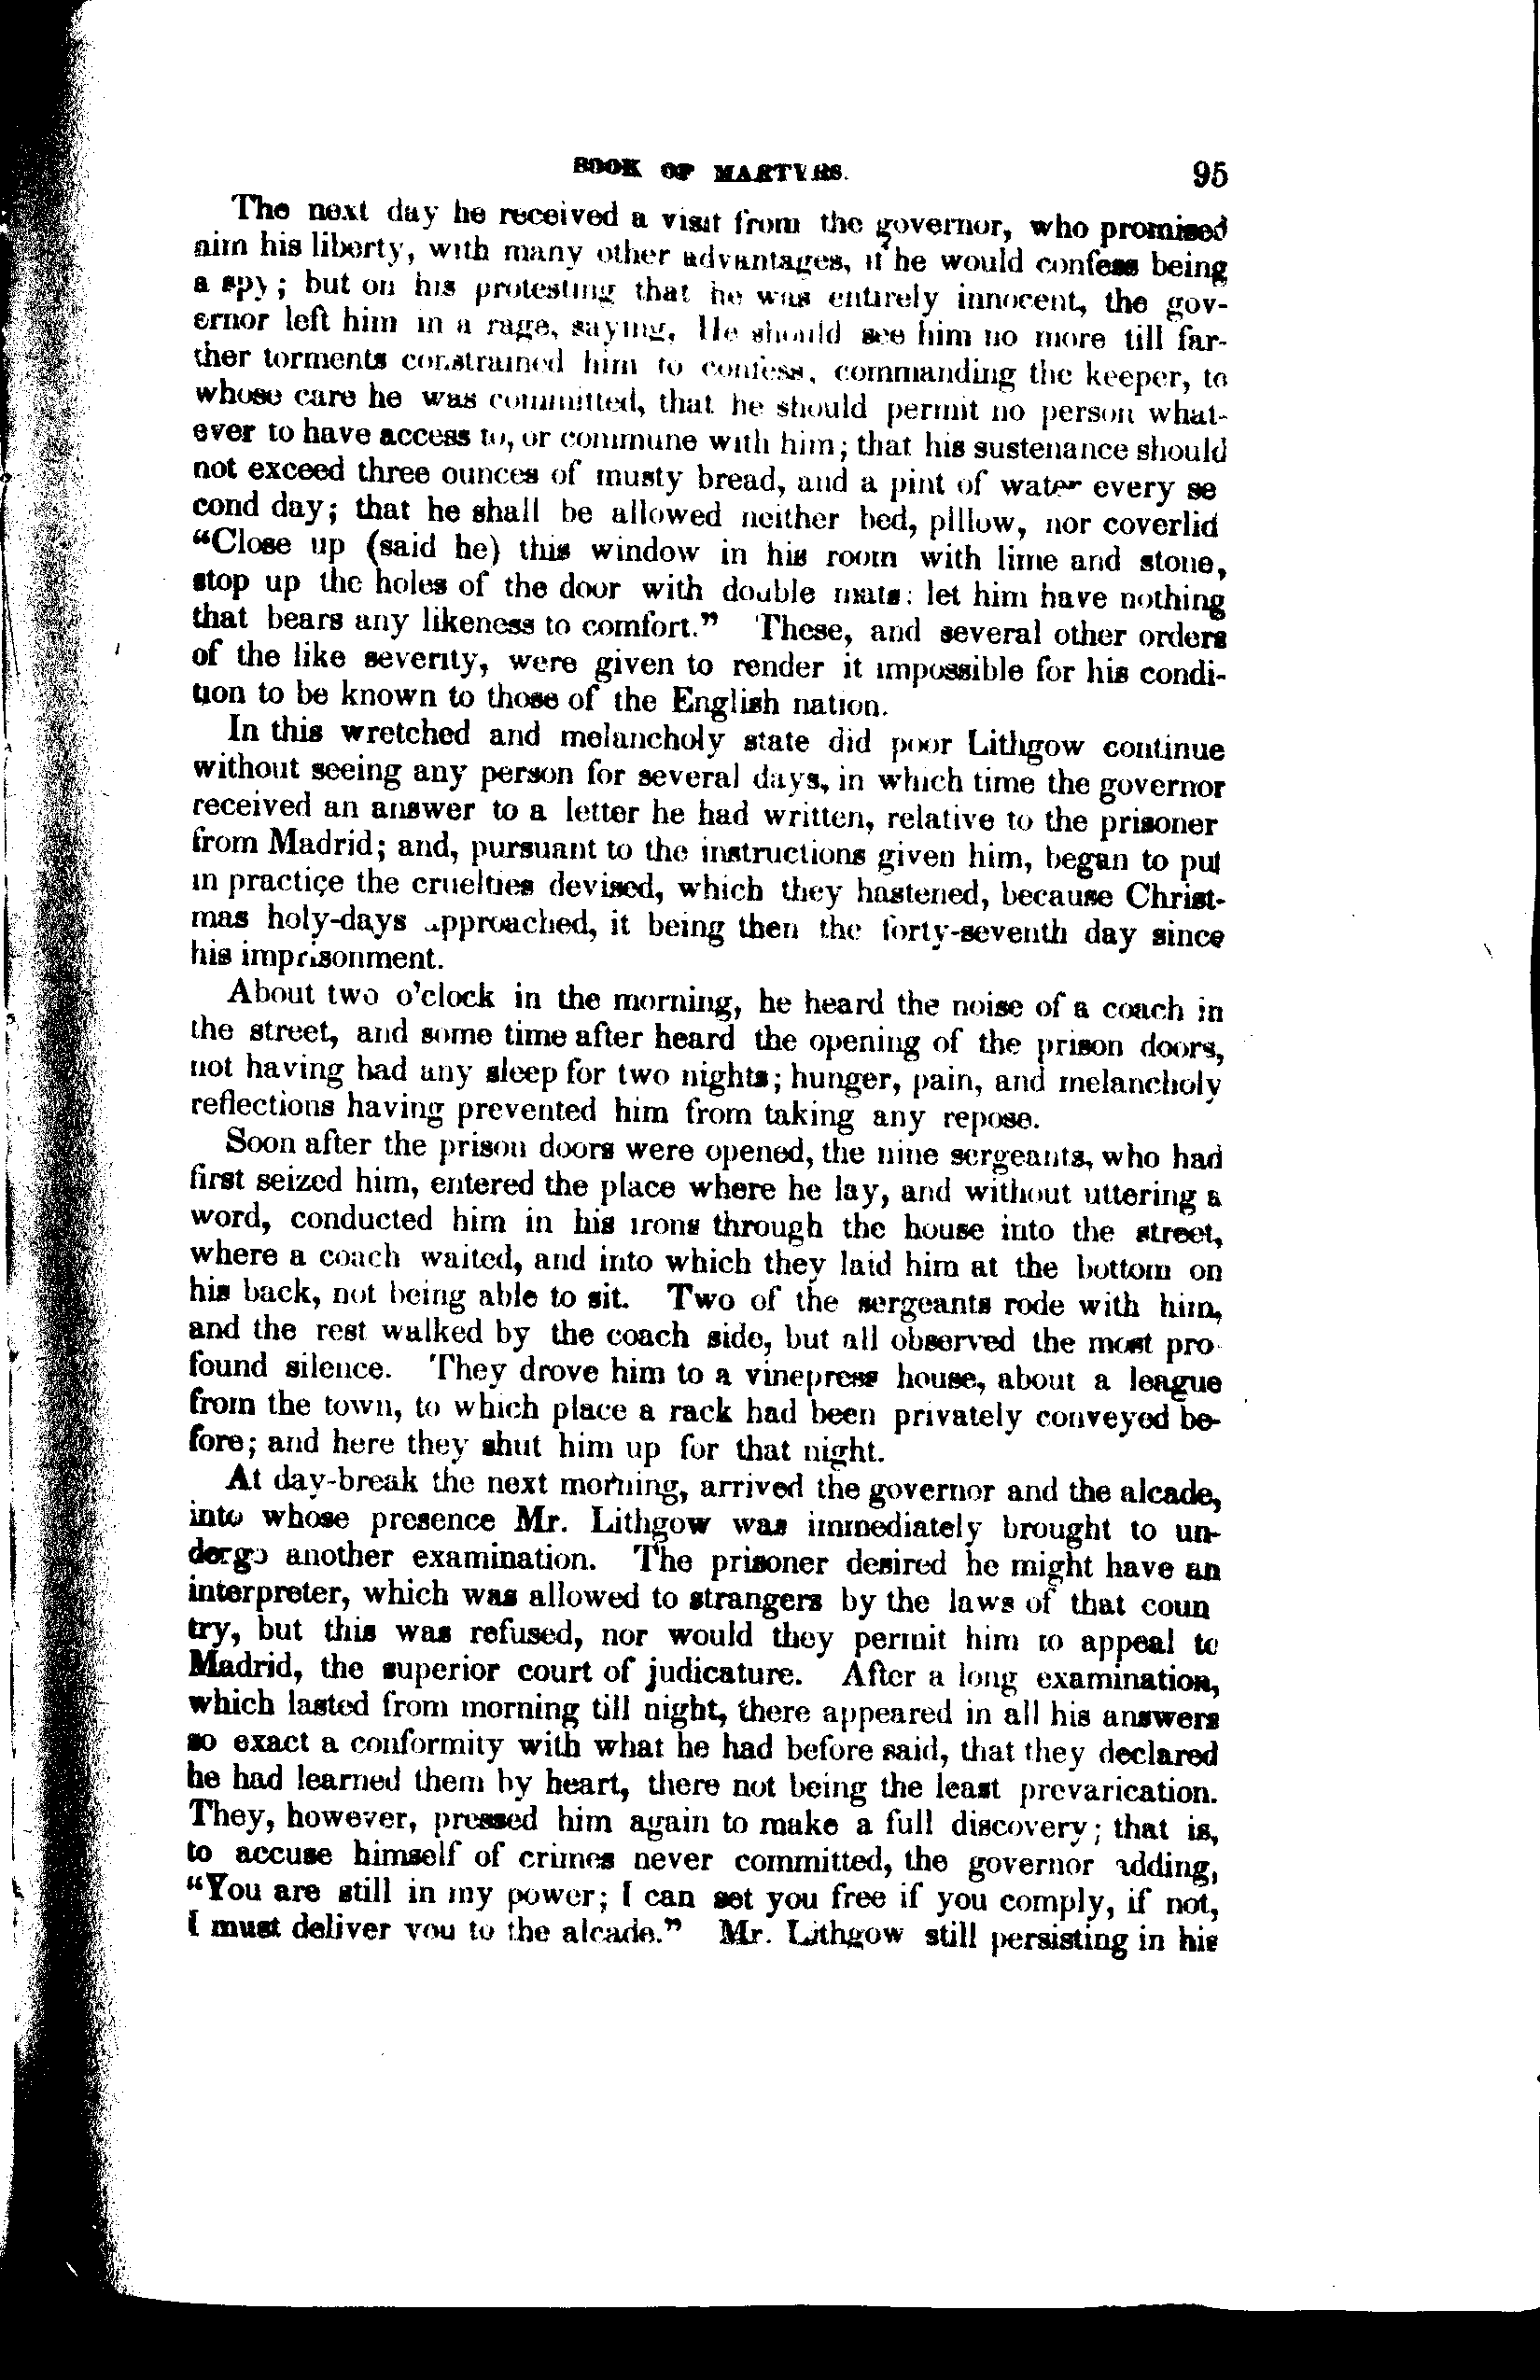 BOOK OF MARTYRS. 95
The next day he received a visit from the governor, who promised
him his liberty, with many other advantages, if he would confess being
a spy; but on his protesting that he was entirely innocent, the gov-
ernor left him in a rage, saying, He should see him no more till far-
ther torments constrained him to confess, commanding the keeper, to
whose care he was committed, that he should permit no person what-
ever to have access to, or commune with him; that his sustenance should
not exceed three ounces of musty bread, and a pint of water every se
cond day; that he shall be allowed neither bed, pillow, nor coverlid
“Close up (said he) this window in his room with lime and stone,
stop up the holes of the door with double mats: let him have nothing
that bears any likeness to comfort.” These, and several other orders
of the like severity, were given to render it impossible for his condi-
tion to be known to those of the English nation.
In this wretched and melancholy state did poor Lithgow continue
without seeing any person for several days, in which time the governor
received an answer to a letter he had written, relative to the prisoner
from Madrid; and, pursuant to the instructions given him, began to put
in practice the cruelties devised, which they hastened, because Christ-
mas holy-days approached, it being then the forty-seventh day since
his imprisonment.
About two o’clock in the morning, he heard the noise of a coach in
the street, and some time after heard the opening of the prison doors,
not having had any sleep for two nights; hunger, pain, and melancholy
reflections having prevented him from taking any repose.
Soon after the prison doors were opened, the nine sergeants, who had
first seized him, entered the place where he lay, and without uttering a
word, conducted him in his irons through the house into the street,
where a coach waited, and into which they laid him at the bottom on
his back, not being able to sit. Two of the sergeants rode with him,
and the rest walked by the coach side, but all observed the most pro
found silence. They drove him to a vinepress house, about a league
from the town, to which place a rack had been privately conveyed be-
fore; and here they shut him up for that night.
At day-break the next morning, arrived the governor and the alcade,
into whose presence Mr. Lithgow was immediately brought to un-
dergo another examination. The prisoner desired he might have an
interpreter, which was allowed to strangers by the laws of that coun
try, but this was refused, nor would they permit him to appeal to
Madrid, the superior court of judicature. After a long examination,
which lasted from morning till night, there appeared in all his answers
so exact a conformity with what he had before said, that they declared
he had learned them by heart, there not being the least prevarication.
They, however, pressed him again to make a full discovery; that is,
to accuse himself of crimes never committed, the governor adding,
“You are still in my power; I can set you free if you comply, if not,
I must deliver you to the alcade.” Mr. Lithgow still persisting in his